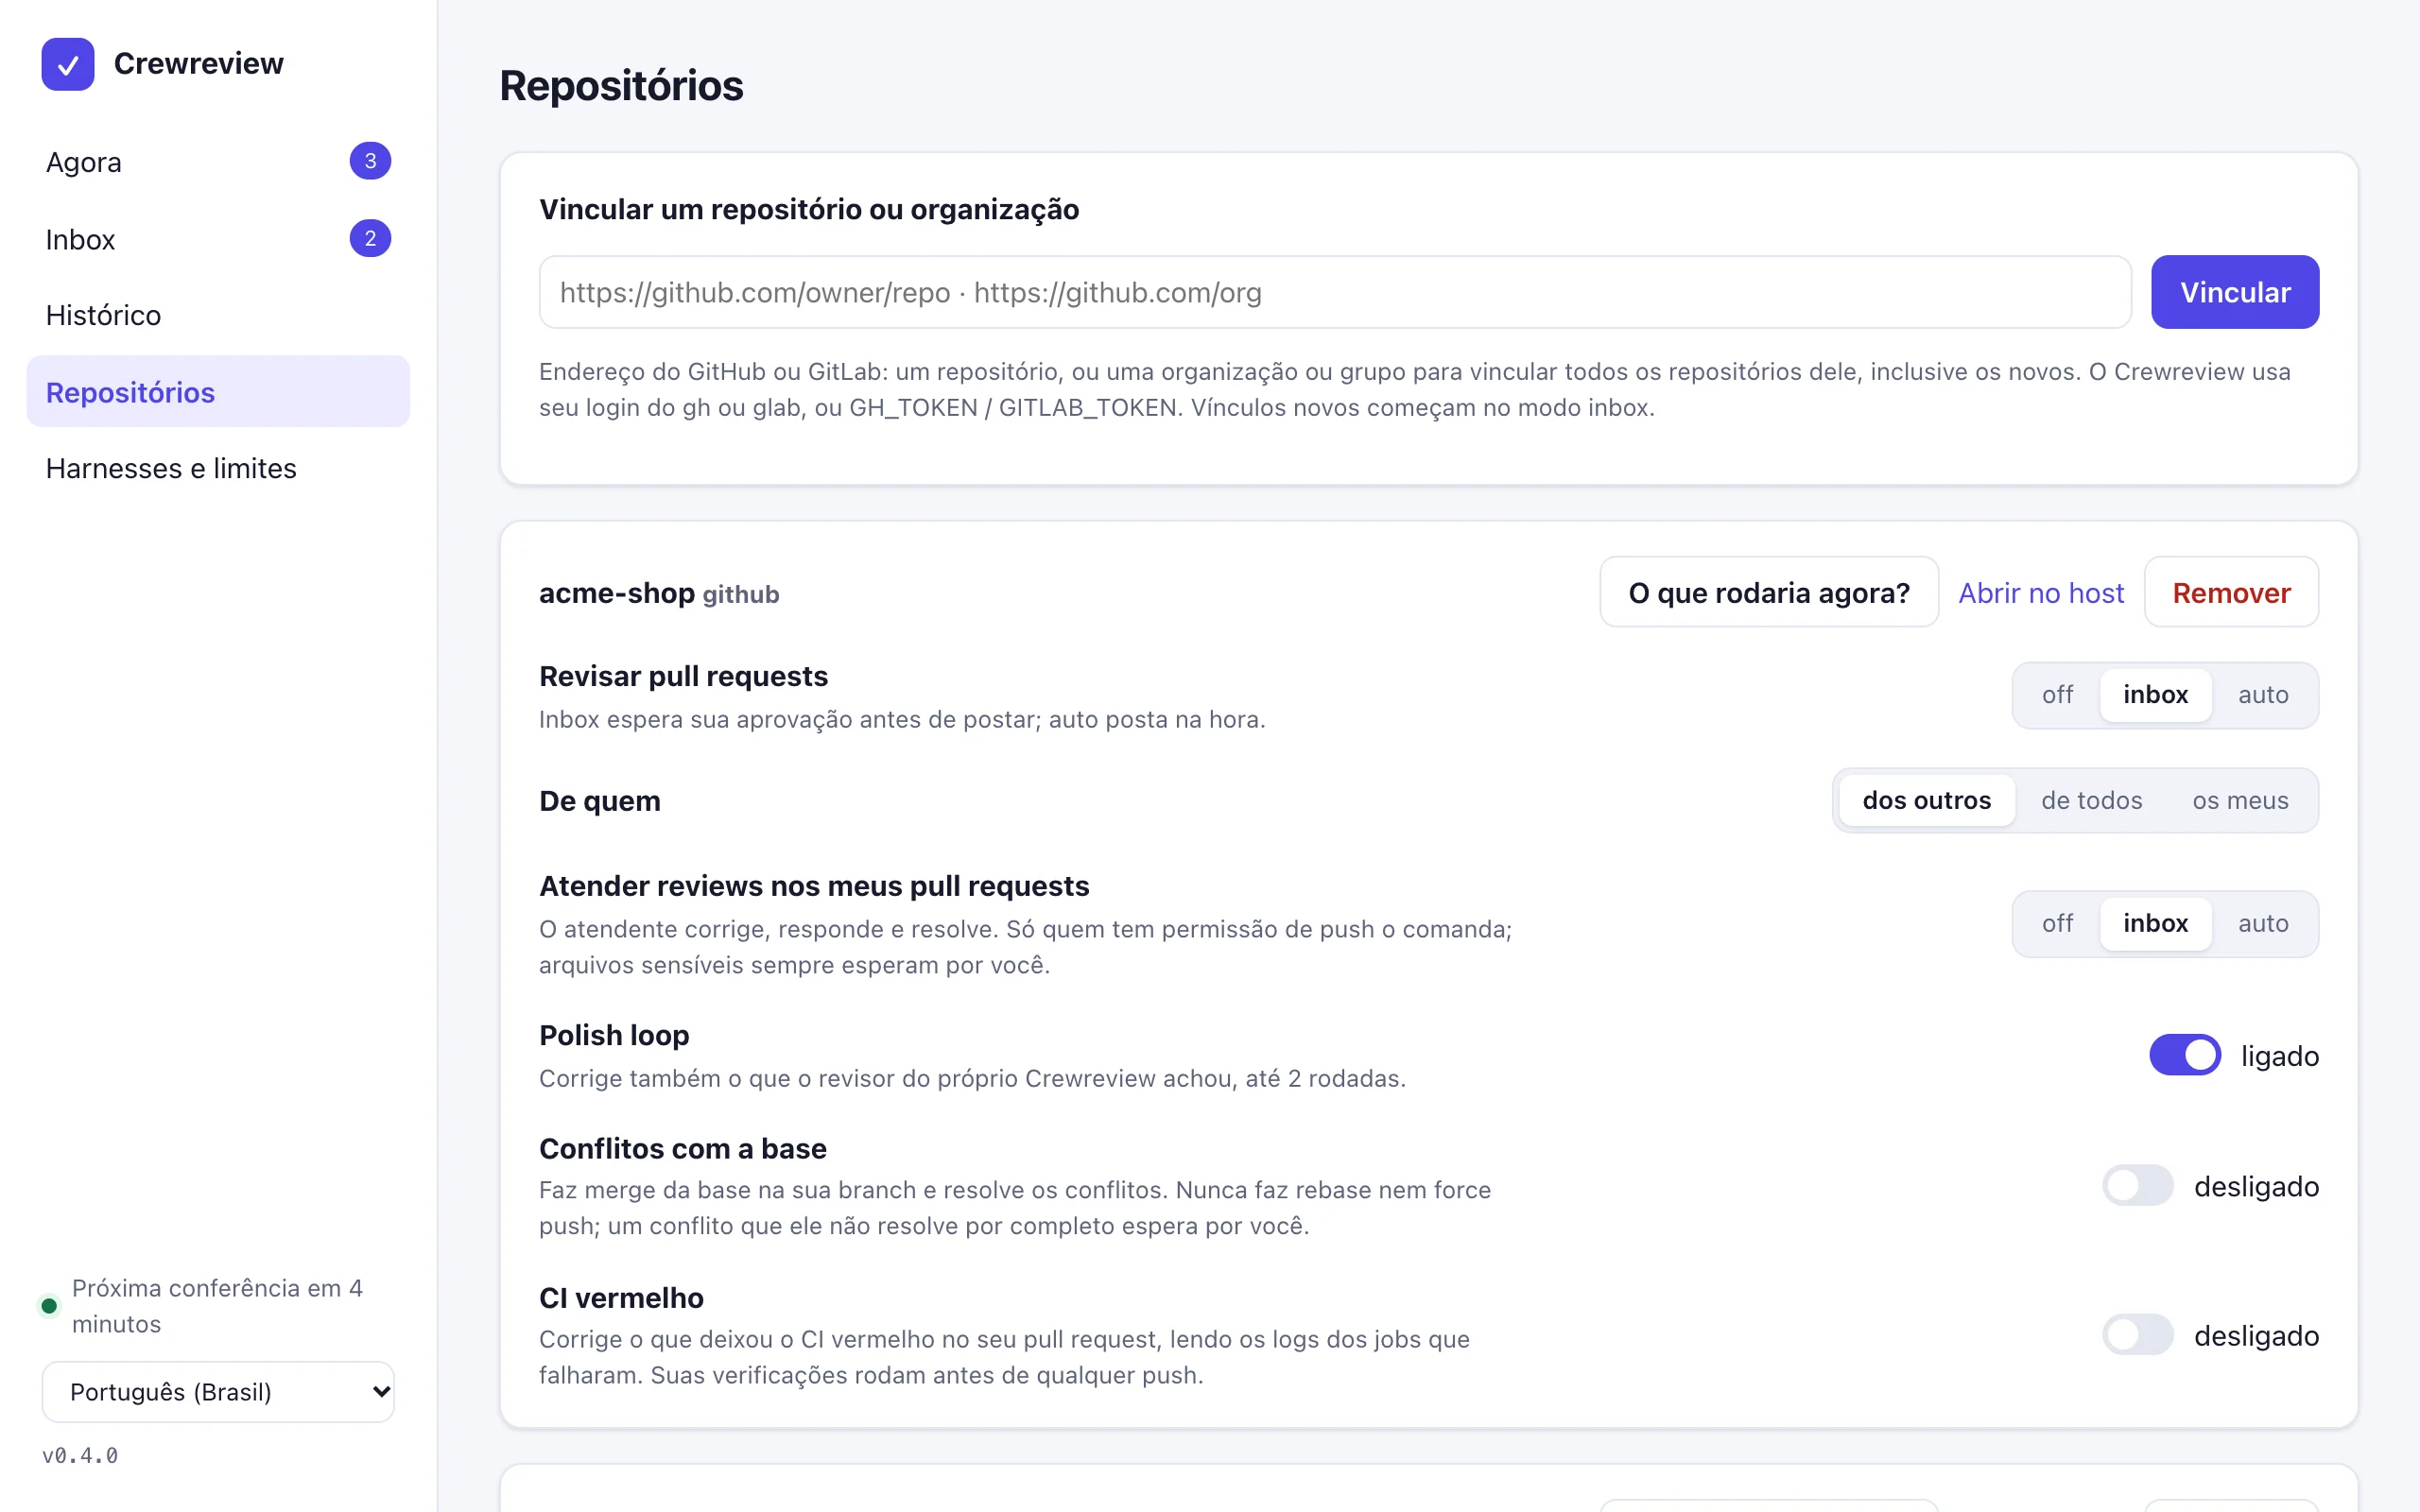 Crewreview
Agora 3
Inbox 2
Histórico
Repositórios
Harnesses e limites
Próxima conferência em 4
minutos
Português (Brasil)
v0.4.0
Repositórios
Vincular um repositório ou organização
https://github.com/owner/repo · https://github.com/org
Vincular
Endereço do GitHub ou GitLab: um repositório, ou uma organização ou grupo para vincular todos os repositórios dele, inclusive os novos. O Crewreview usa
seu login do gh ou glab, ou GH_TOKEN / GITLAB_TOKEN. Vínculos novos começam no modo inbox.
acme-shop github
O que rodaria agora? Abrir no host Remover
Revisar pull requests
Inbox espera sua aprovação antes de postar; auto posta na hora.
off inbox auto
De quem
dos outros de todos os meus
Atender reviews nos meus pull requests
O atendente corrige, responde e resolve. Só quem tem permissão de push o comanda;
arquivos sensíveis sempre esperam por você.
off inbox auto
Polish loop
Corrige também o que o revisor do próprio Crewreview achou, até 2 rodadas.
ligado
Conflitos com a base
Faz merge da base na sua branch e resolve os conflitos. Nunca faz rebase nem force
push; um conflito que ele não resolve por completo espera por você.
desligado
CI vermelho
Corrige o que deixou o CI vermelho no seu pull request, lendo os logs dos jobs que
falharam. Suas verificações rodam antes de qualquer push.
desligado